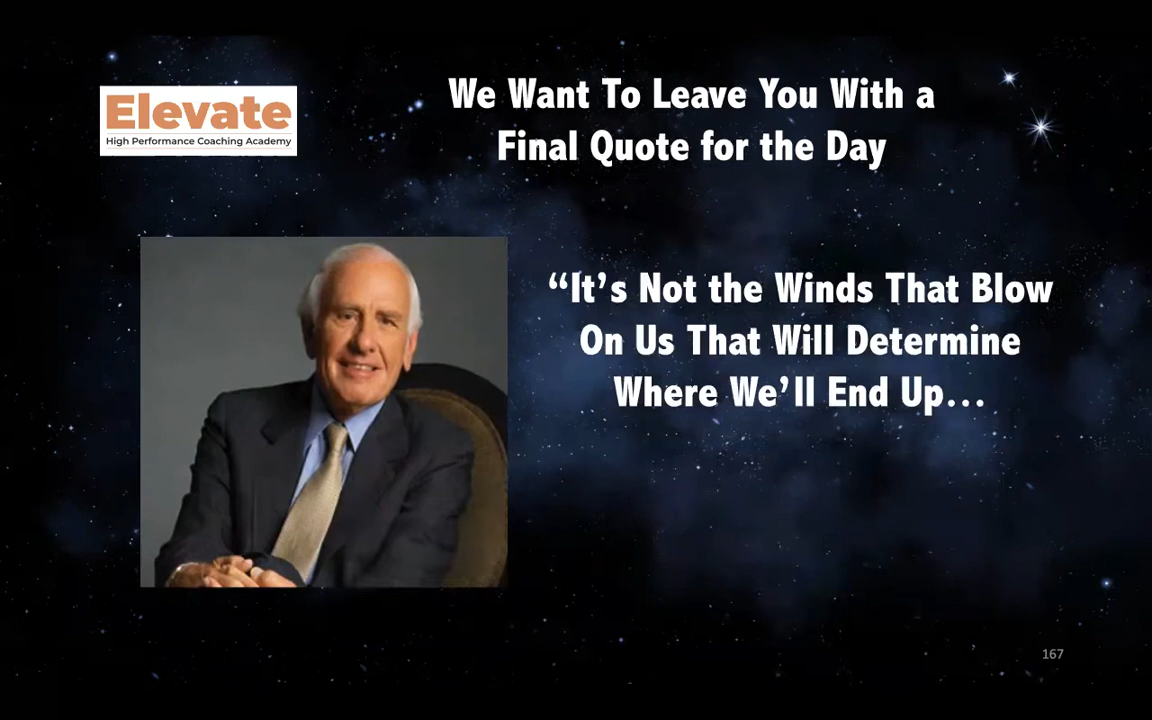 Elevate
High Performance Coaching Academy
We Want To Leave You With a
Final Quote for the Day
“It’s Not the Winds That Blow
On Us That Will Determine
Where We’ll End Up…
167